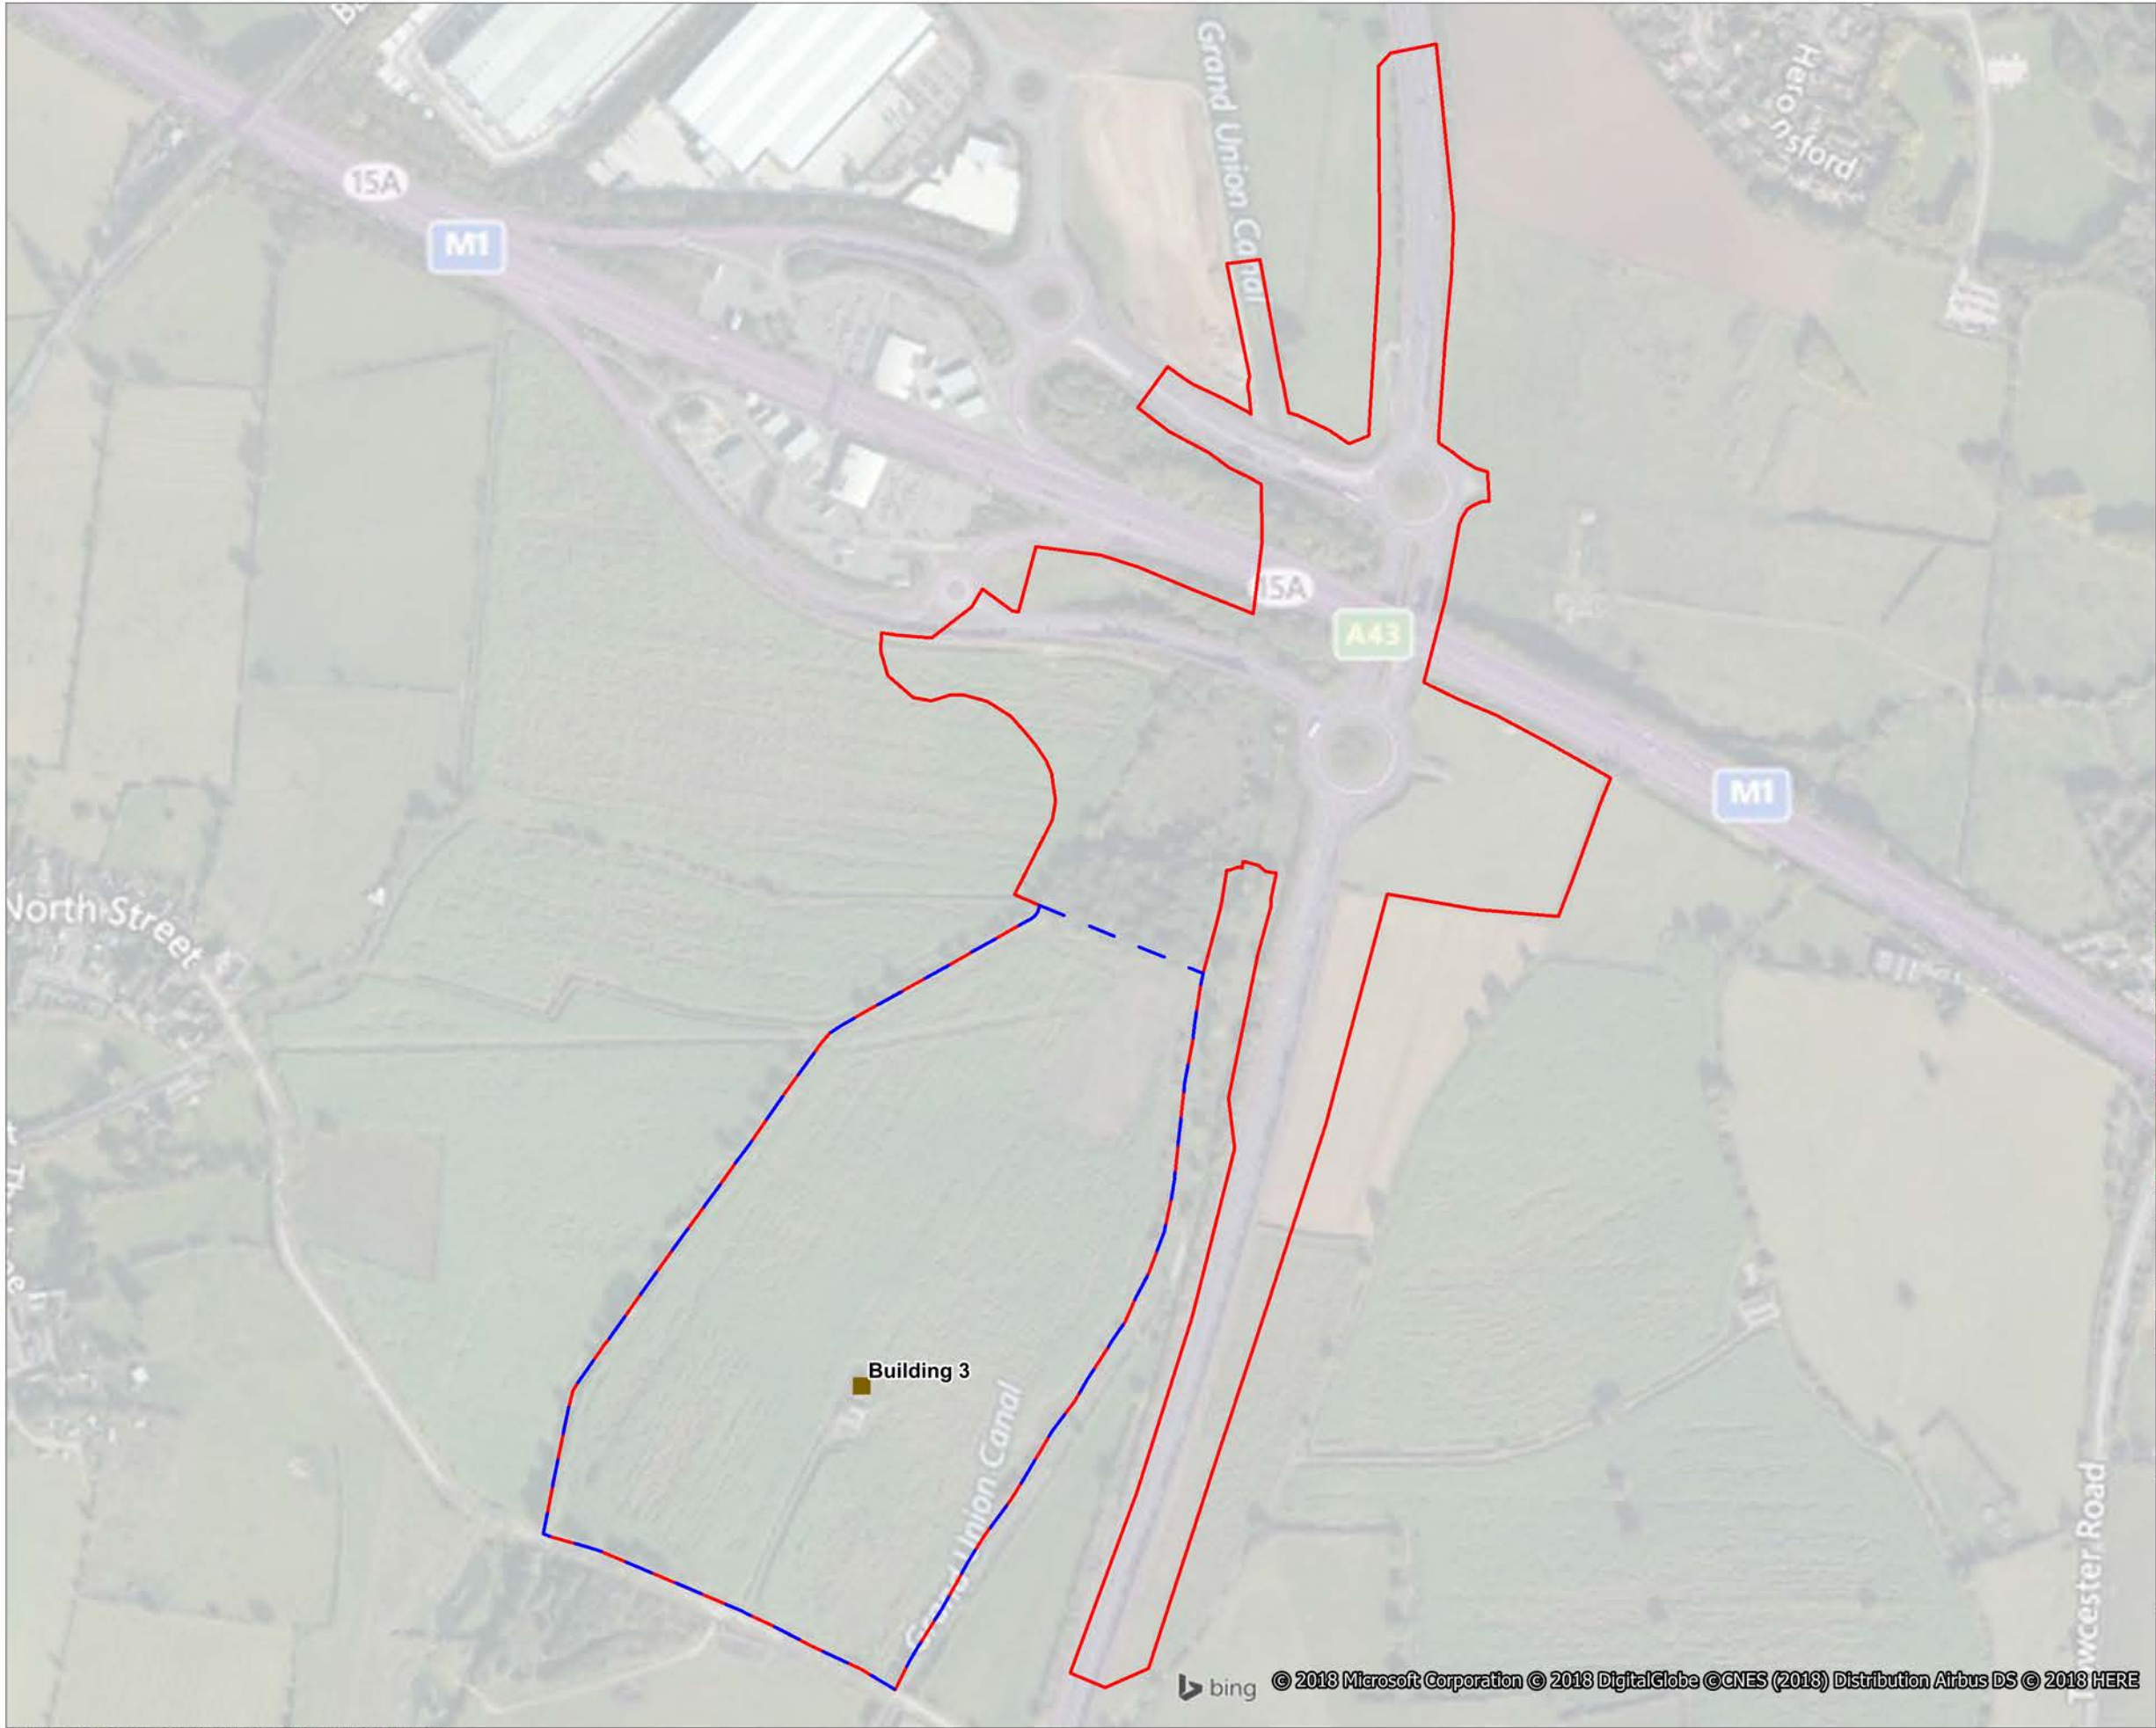 Grand Union Canal
Heronsford
15A
M1
15A
A43
M1
North Street
Building 3
Grand Union Canal
Towcester Road
bing
© 2018 Microsoft Corporation © 2018 DigitalGlobe ©CNES (2018) Distribution Airbus DS © 2018 HERE